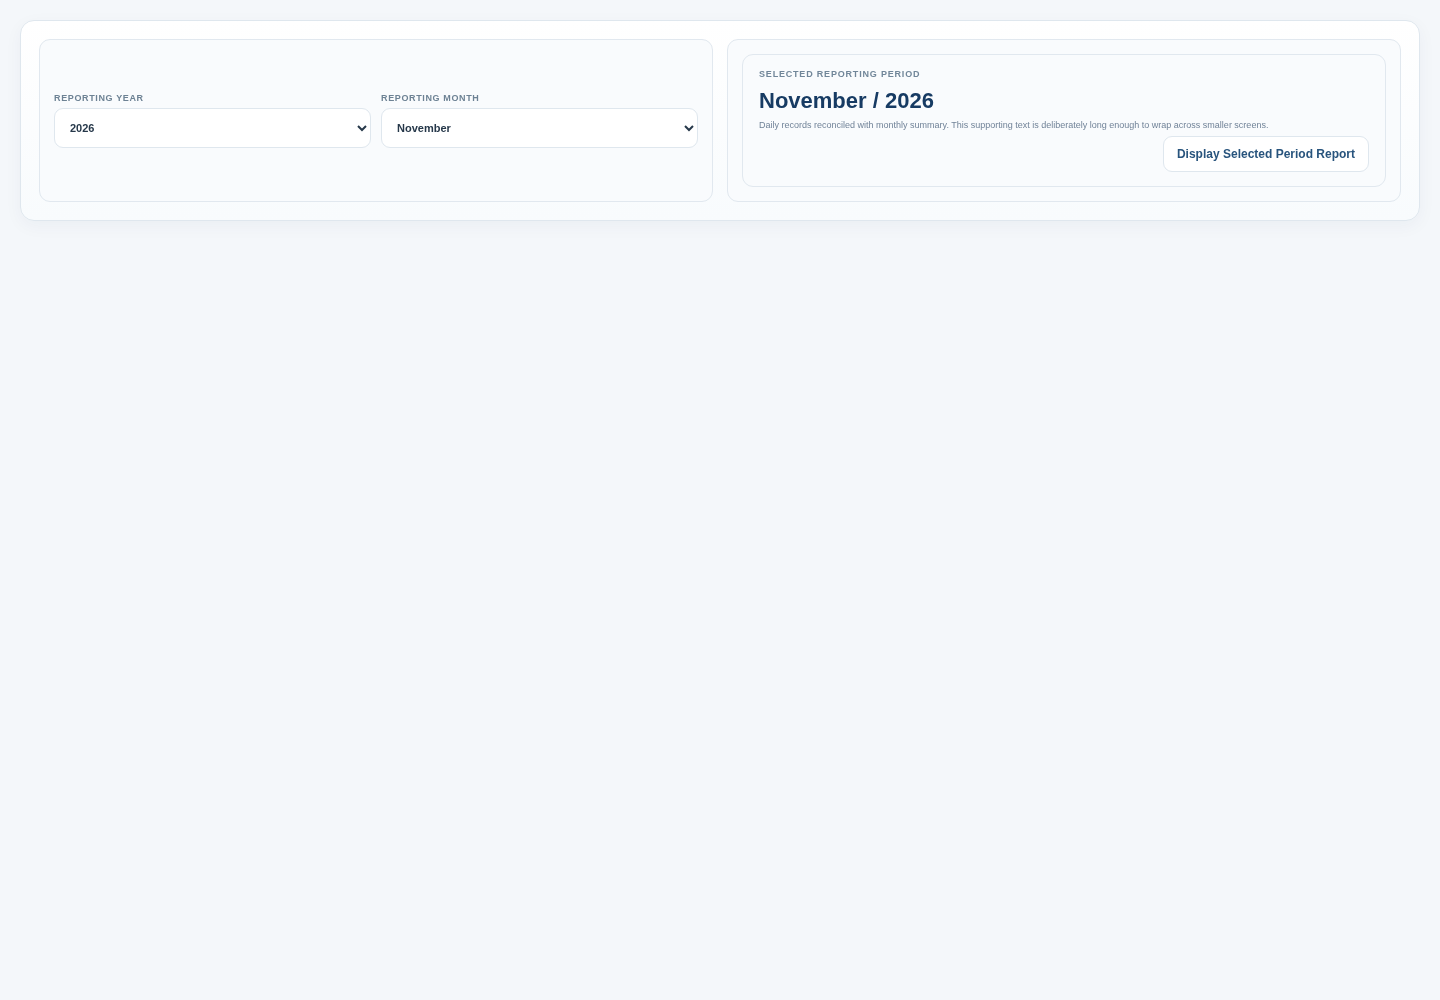 REPORTING YEAR
2026
REPORTING MONTH
November
SELECTED REPORTING PERIOD
November / 2026
Daily records reconciled with monthly summary. This supporting text is deliberately long enough to wrap across smaller screens.
Display Selected Period Report